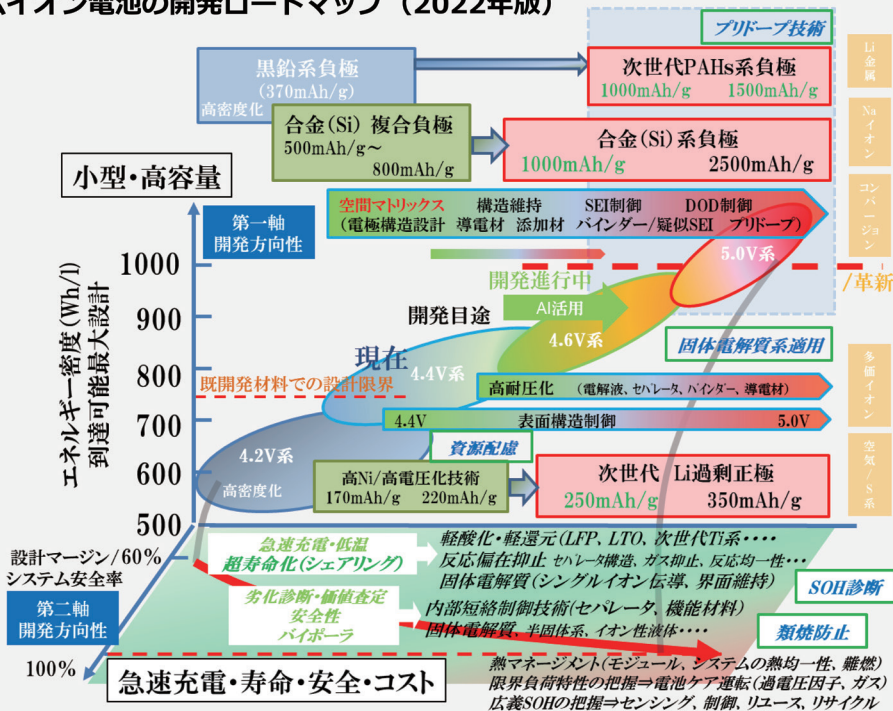 イオン電池の開発ロードマップ（2022年版）
プリドープ技術
黒鉛系負極
(370mAh/g)
高密度化
次世代PAHs系負極
1000mAh/g 1500mAh/g
Li金属
Naイオン
コンバージョン
合金(Si) 複合負極
500mAh/g～
800mAh/g
合金(Si)系負極
1000mAh/g 2500mAh/g
小型・高容量
第一軸
開発方向性
空間マトリックス 構造維持 SEI制御 DOD制御
(電極構造設計 導電材 添加材 バインダー/疑似SEI プリドープ)
エネルギー密度(Wh/l)
到達可能最大設計
1000
900
800
700
600
500
5.0V系
/革新
開発進行中
AI活用
開発目途
4.6V系
現在
4.4V系
固体電解質系適用
既開発材料での設計限界
高耐圧化 (電解液、セパレータ、バインダー、導電材)
4.4V 表面構造制御 5.0V
多価イオン
空気/S系
4.2V系
高密度化
資源配慮
高Ni/高電圧化技術
170mAh/g 220mAh/g
次世代 Li過剰正極
250mAh/g 350mAh/g
設計マージン/60%
システム安全率
第二軸
開発方向性
100%
急速充電・低温
超寿命化(シェアリング)
軽酸化・軽還元(LFP、LTO、次世代Ti系・・・・
反応偏在抑止 セパレータ構造、ガス抑止、反応均一性・・・
固体電解質(シングルイオン伝導、界面維持)
SOH診断
劣化診断・価値査定
安全性
バイポーラ
内部短絡制御技術(セパレータ、機能材料)
固体電解質、半固体系、イオン性液体・・・・
類焼防止
急速充電・寿命・安全・コスト
熱マネージメント(モジュール、システムの熱均一性、難燃)
限界負荷特性の把握⇒電池ケア運転(過電圧因子、ガス)
広義SOHの把握⇒センシング、制御、リユース、リサイクル